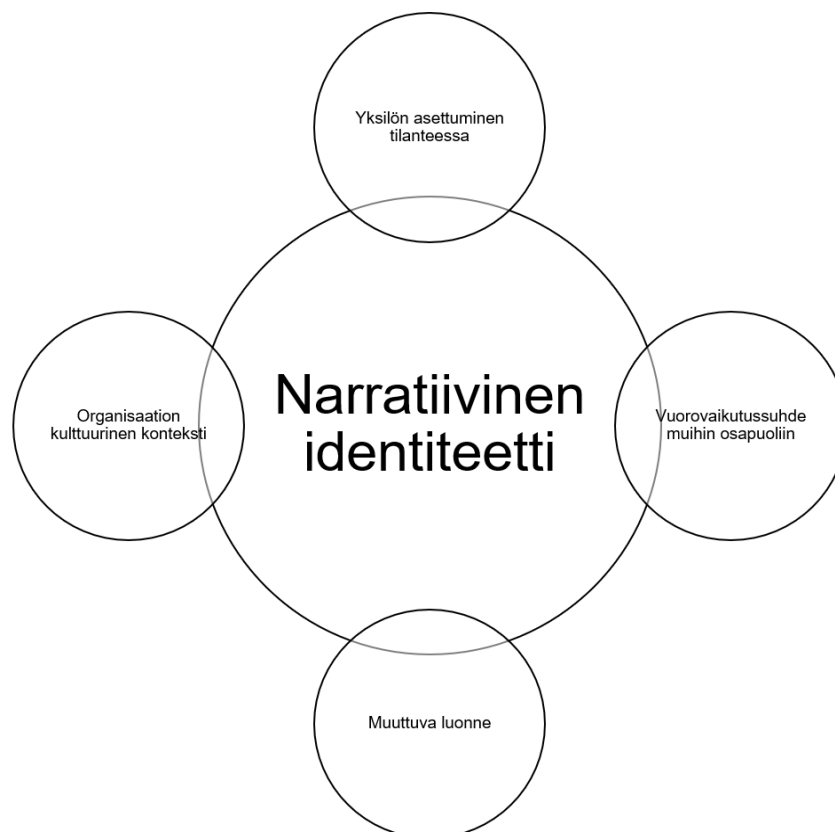 Yksilön asettuminen
tilanteessa
Organisaation
kulttuurinen konteksti
Narratiivinen
identiteetti
Vuorovaikutussuhde
muihin osapuoliin
Muuttuva luonne